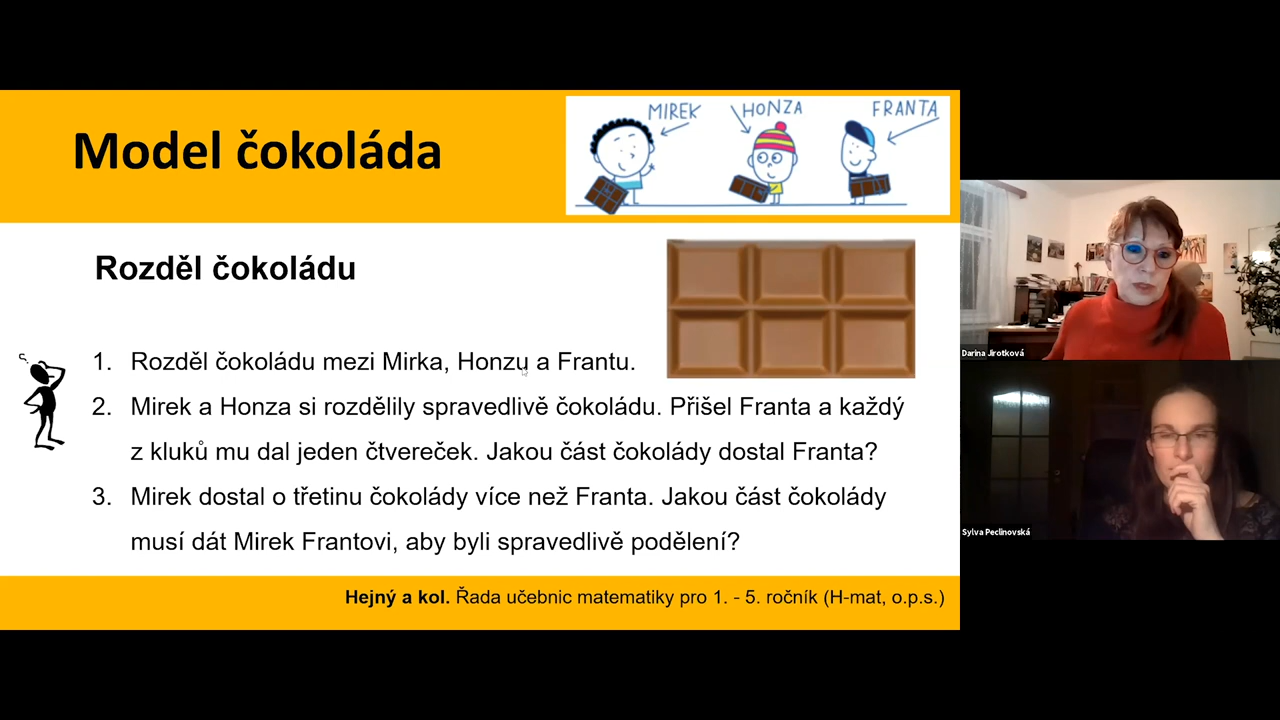 Model čokoláda
MIREK
HONZA
FRANTA
Rozděl čokoládu
1. Rozděl čokoládu mezi Mirka, Honzu a Frantu.
2. Mirek a Honza si rozdělily spravedlivě čokoládu. Přišel Franta a každý
z kluků mu dal jeden čtvereček. Jakou část čokolády dostal Franta?
3. Mirek dostal o třetinu čokolády více než Franta. Jakou část čokolády
musí dát Mirek Frantovi, aby byli spravedlivě podělení?
Hejný a kol. Řada učebnic matematiky pro 1. - 5. ročník (H-mat, o.p.s.)
Darina Jirotková
Sylva Peclinovská